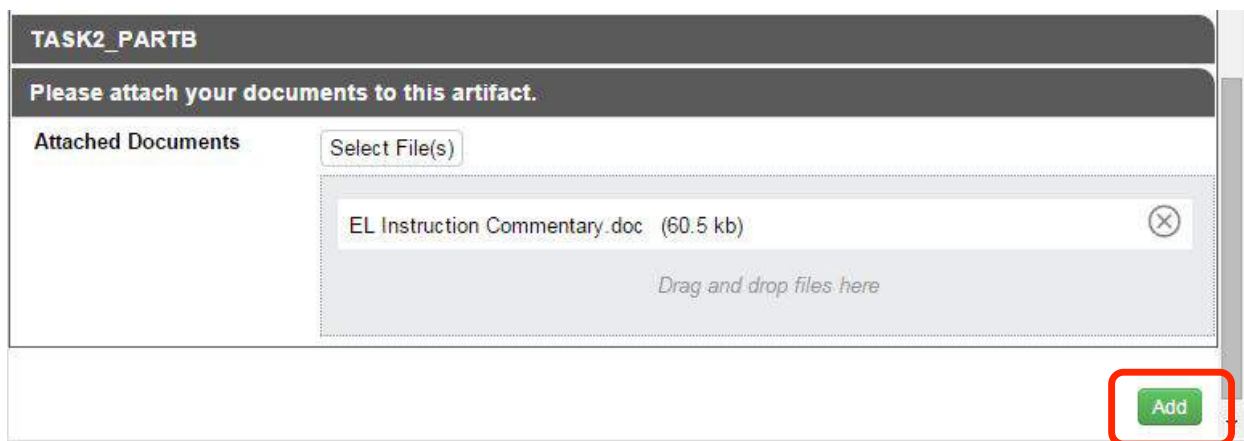 TASK2_PARTB
Please attach your documents to this artifact.
Attached Documents
Select File(s)
EL Instruction Commentary.doc (60.5 kb)
Drag and drop files here
Add